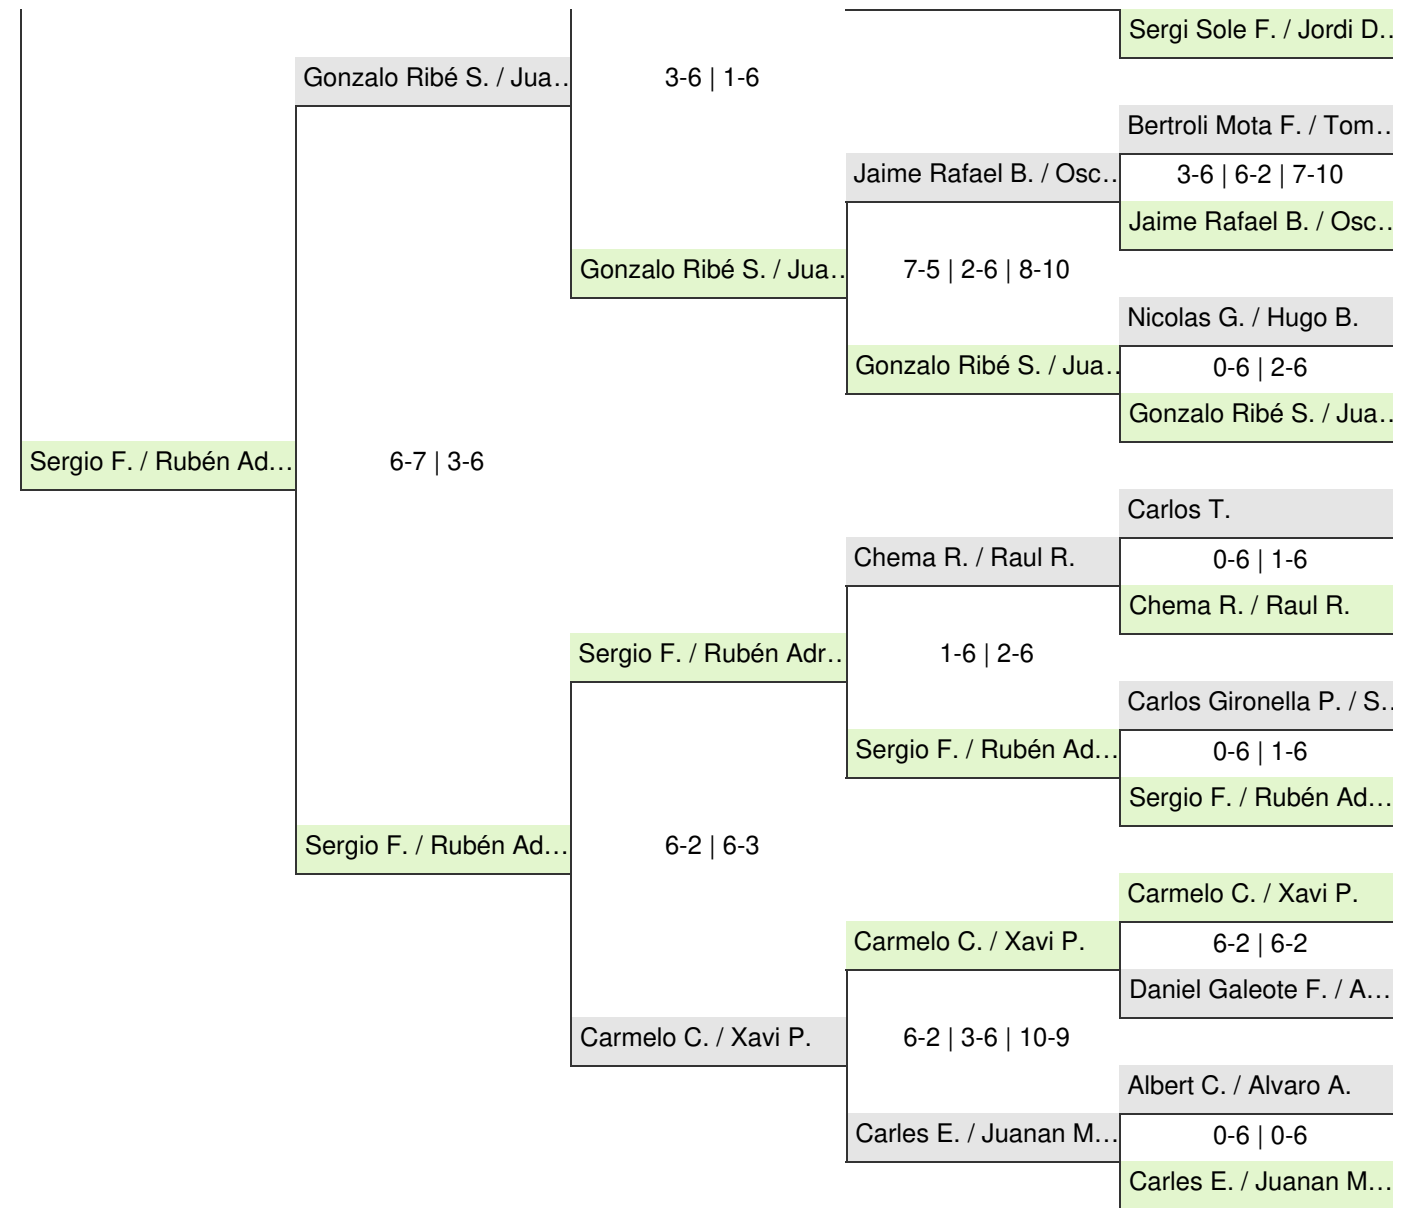 Sergi Sole F. / Jordi D..
Gonzalo Ribé S. / Jua..
3-6 | 1-6
Bertroli Mota F. / Tom..
Jaime Rafael B. / Osc..
3-6 | 6-2 | 7-10
Jaime Rafael B. / Osc..
Gonzalo Ribé S. / Jua..
7-5 | 2-6 | 8-10
Nicolas G. / Hugo B.
Gonzalo Ribé S. / Jua..
0-6 | 2-6
Gonzalo Ribé S. / Jua..
Sergio F. / Rubén Ad...
6-7 | 3-6
Carlos T.
Chema R. / Raul R.
0-6 | 1-6
Chema R. / Raul R.
Sergio F. / Rubén Adr..
1-6 | 2-6
Carlos Gironella P. / S..
Sergio F. / Rubén Ad...
0-6 | 1-6
Sergio F. / Rubén Ad...
Sergio F. / Rubén Ad...
6-2 | 6-3
Carmelo C. / Xavi P.
Carmelo C. / Xavi P.
6-2 | 6-2
Daniel Galeote F. / A...
Carmelo C. / Xavi P.
6-2 | 3-6 | 10-9
Albert C. / Alvaro A.
Carles E. / Juanan M...
0-6 | 0-6
Carles E. / Juanan M...